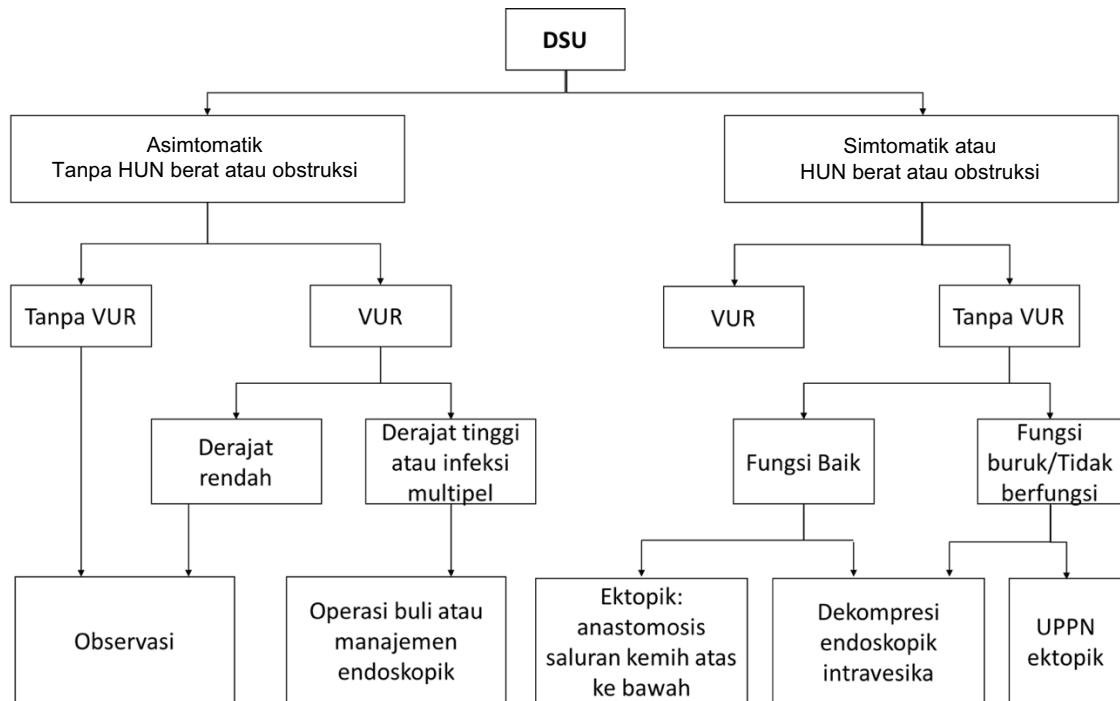 DSU
Asimtomatik
Tanpa HUN berat atau obstruksi
Simtomatik atau
HUN berat atau obstruksi
Tanpa VUR
VUR
VUR
Tanpa VUR
Derajat
rendah
Derajat tinggi
atau infeksi
multipel
Fungsi Baik
Fungsi
buruk/Tidak
berfungsi
Observasi
Operasi buli atau
manajemen
endoskopik
Ektopik:
anastomosis
saluran kemih atas
ke bawah
Dekompresi
endoskopik
intravesika
UPPN
ektopik